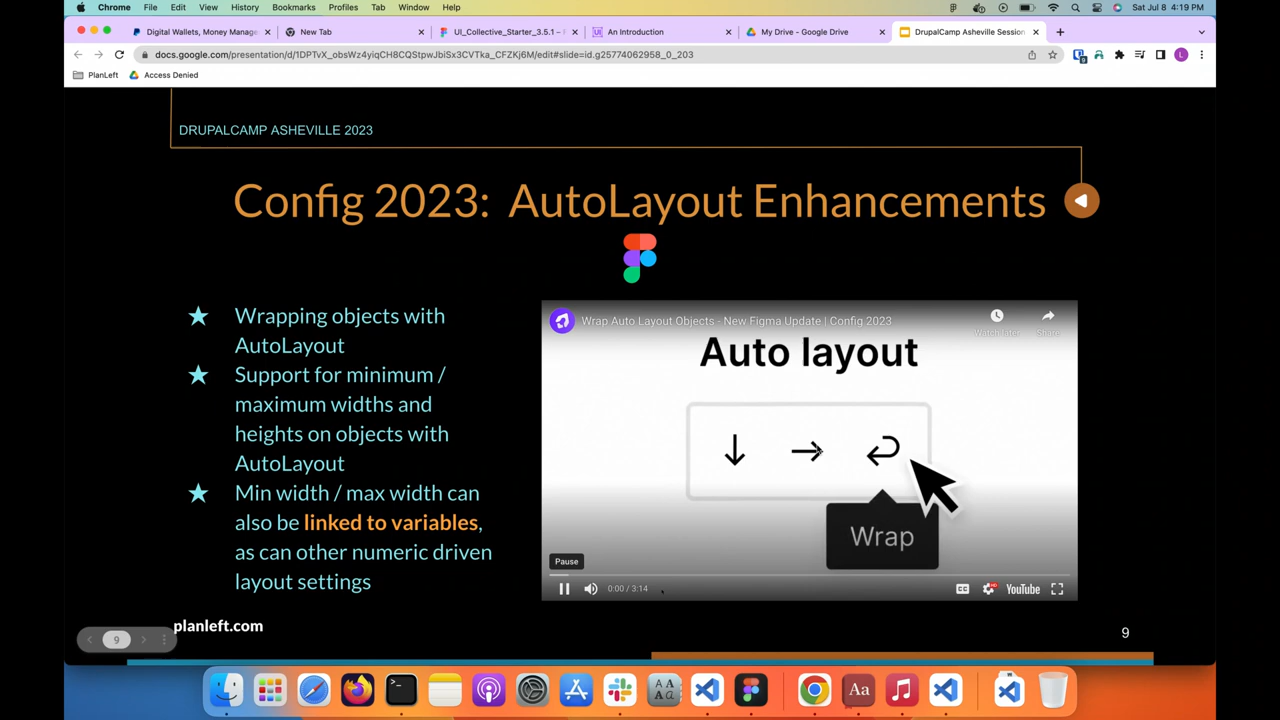 Chrome File Edit View History Bookmarks Profiles Tab Window Help Sat Jul 8 4:19 PM
Digital Wallets, Money Manage New Tab UI_Collective_Starter_3.5.1 – An Introduction My Drive - Google Drive DrupalCamp Asheville Session
docs.google.com/presentation/d/1DPTvX_obsWz4yiqCH8CQStpwJbiSx3CVTka_CFZKj6M/edit#slide=id.g25774062958_0_203
PlanLeft Access Denied
DRUPALCAMP ASHEVILLE 2023
Config 2023: AutoLayout Enhancements
★ Wrapping objects with
AutoLayout
★ Support for minimum /
maximum widths and
heights on objects with
AutoLayout
★ Min width / max width can
also be linked to variables,
as can other numeric driven
layout settings
Wrap Auto Layout Objects - New Figma Update | Config 2023
Watch later Share
Auto layout
Wrap
Pause
0:00 / 3:14 CC HD YouTube
planleft.com
9
9